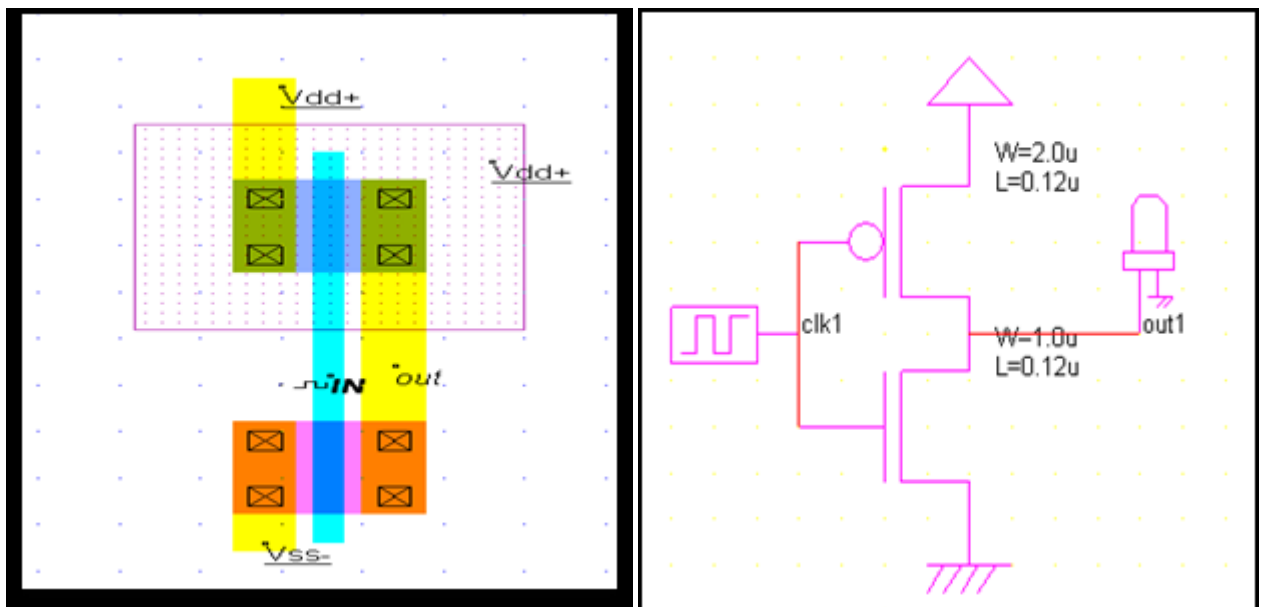 Vdd+
Vdd+
IN
out
Vss-
W=2.0u
L=0.12u
clk1
out1
W=1.0u
L=0.12u